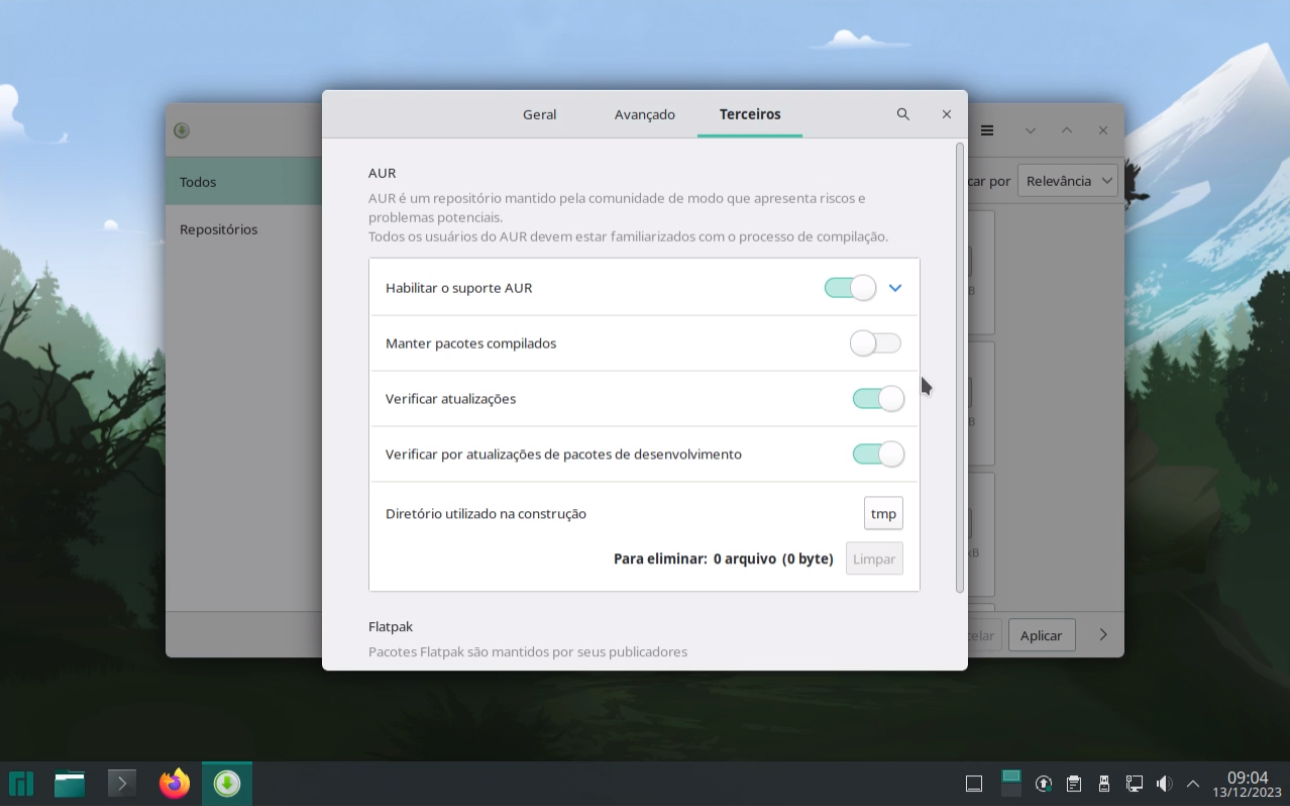 Geral Avançado Terceiros
Todos
car por Relevância
Repositórios
AUR
AUR é um repositório mantido pela comunidade de modo que apresenta riscos e
problemas potenciais.
Todos os usuários do AUR devem estar familiarizados com o processo de compilação.
Habilitar o suporte AUR
Manter pacotes compilados
Verificar atualizações
Verificar por atualizações de pacotes de desenvolvimento
Diretório utilizado na construção tmp
Para eliminar: 0 arquivo (0 byte) Limpar
Flatpak
Pacotes Flatpak são mantidos por seus publicadores
celar Aplicar
09:04
13/12/2023